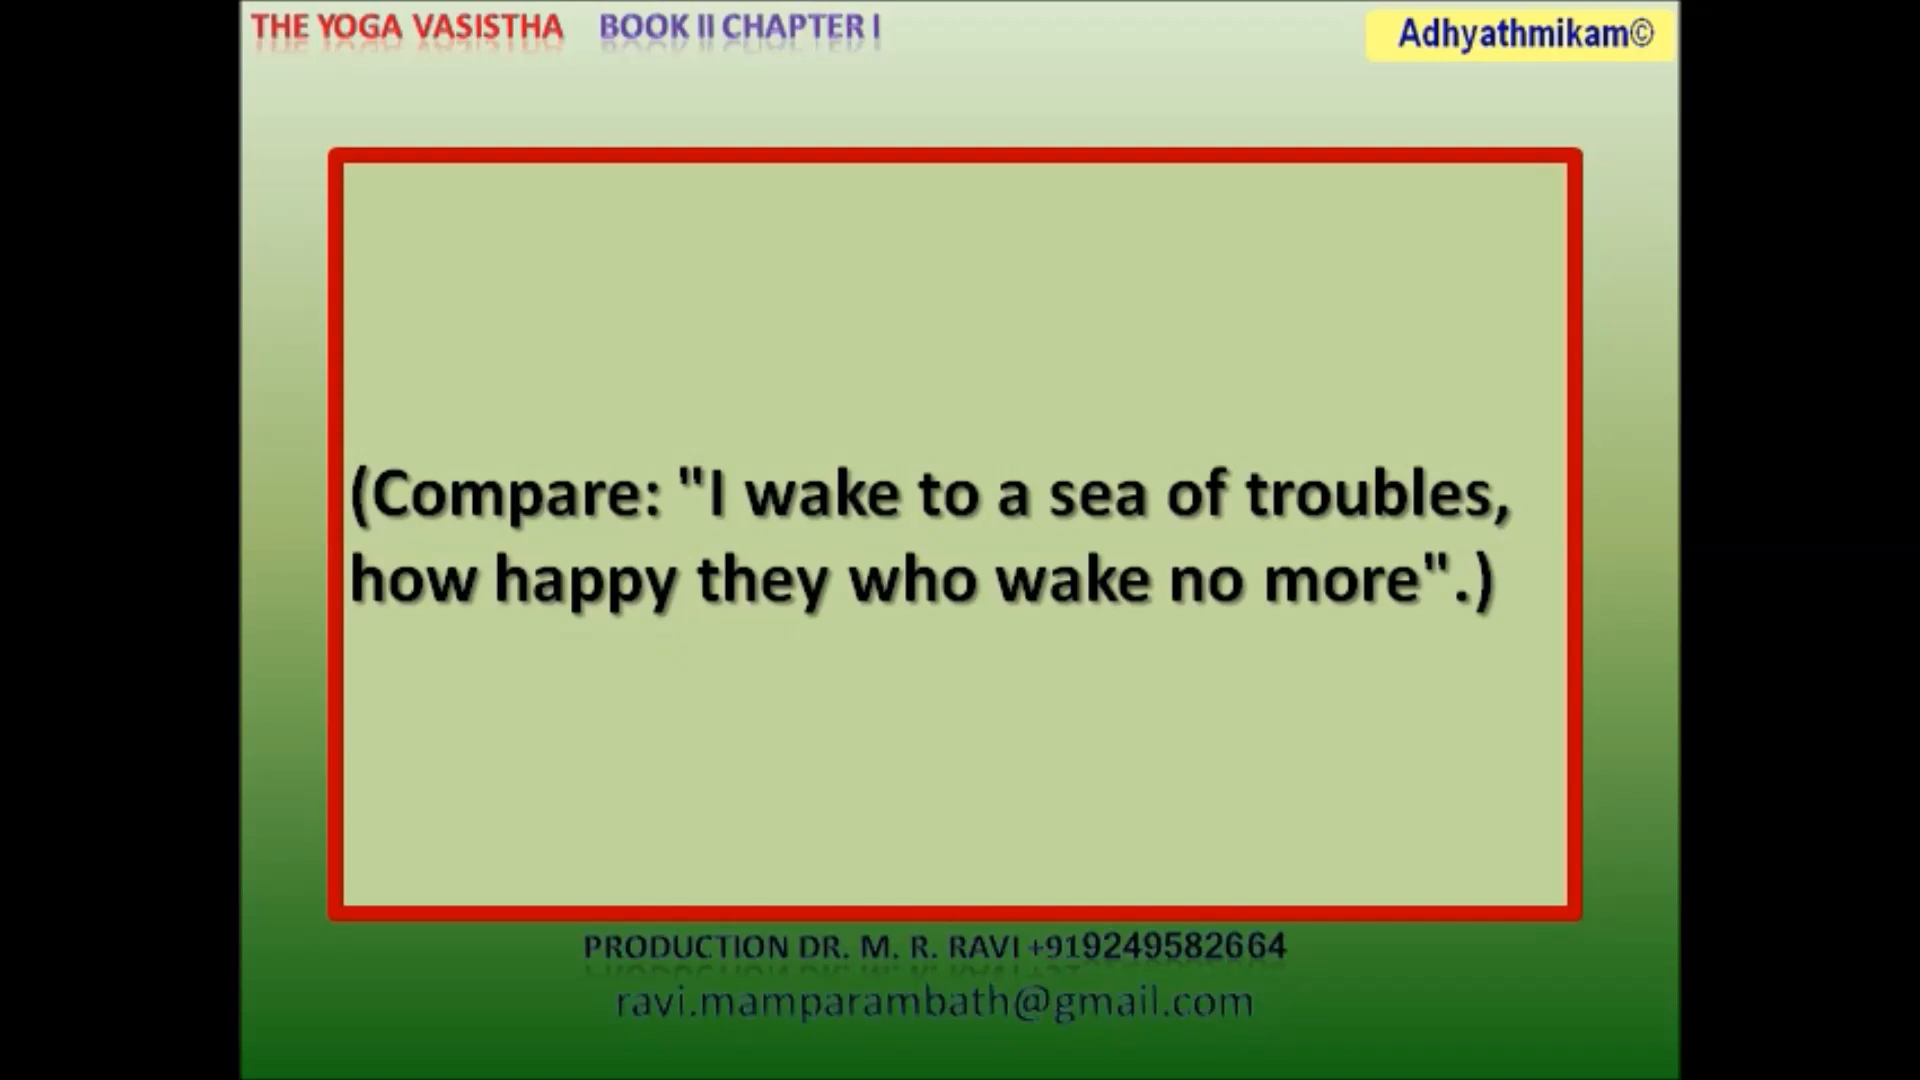 THE YOGA VASISTHA BOOK II CHAPTER I
Adhyathmikam©
(Compare: "I wake to a sea of troubles,
how happy they who wake no more".)
PRODUCTION DR. M. R. RAVI +919249582664
ravi.mamparambath@gmail.com